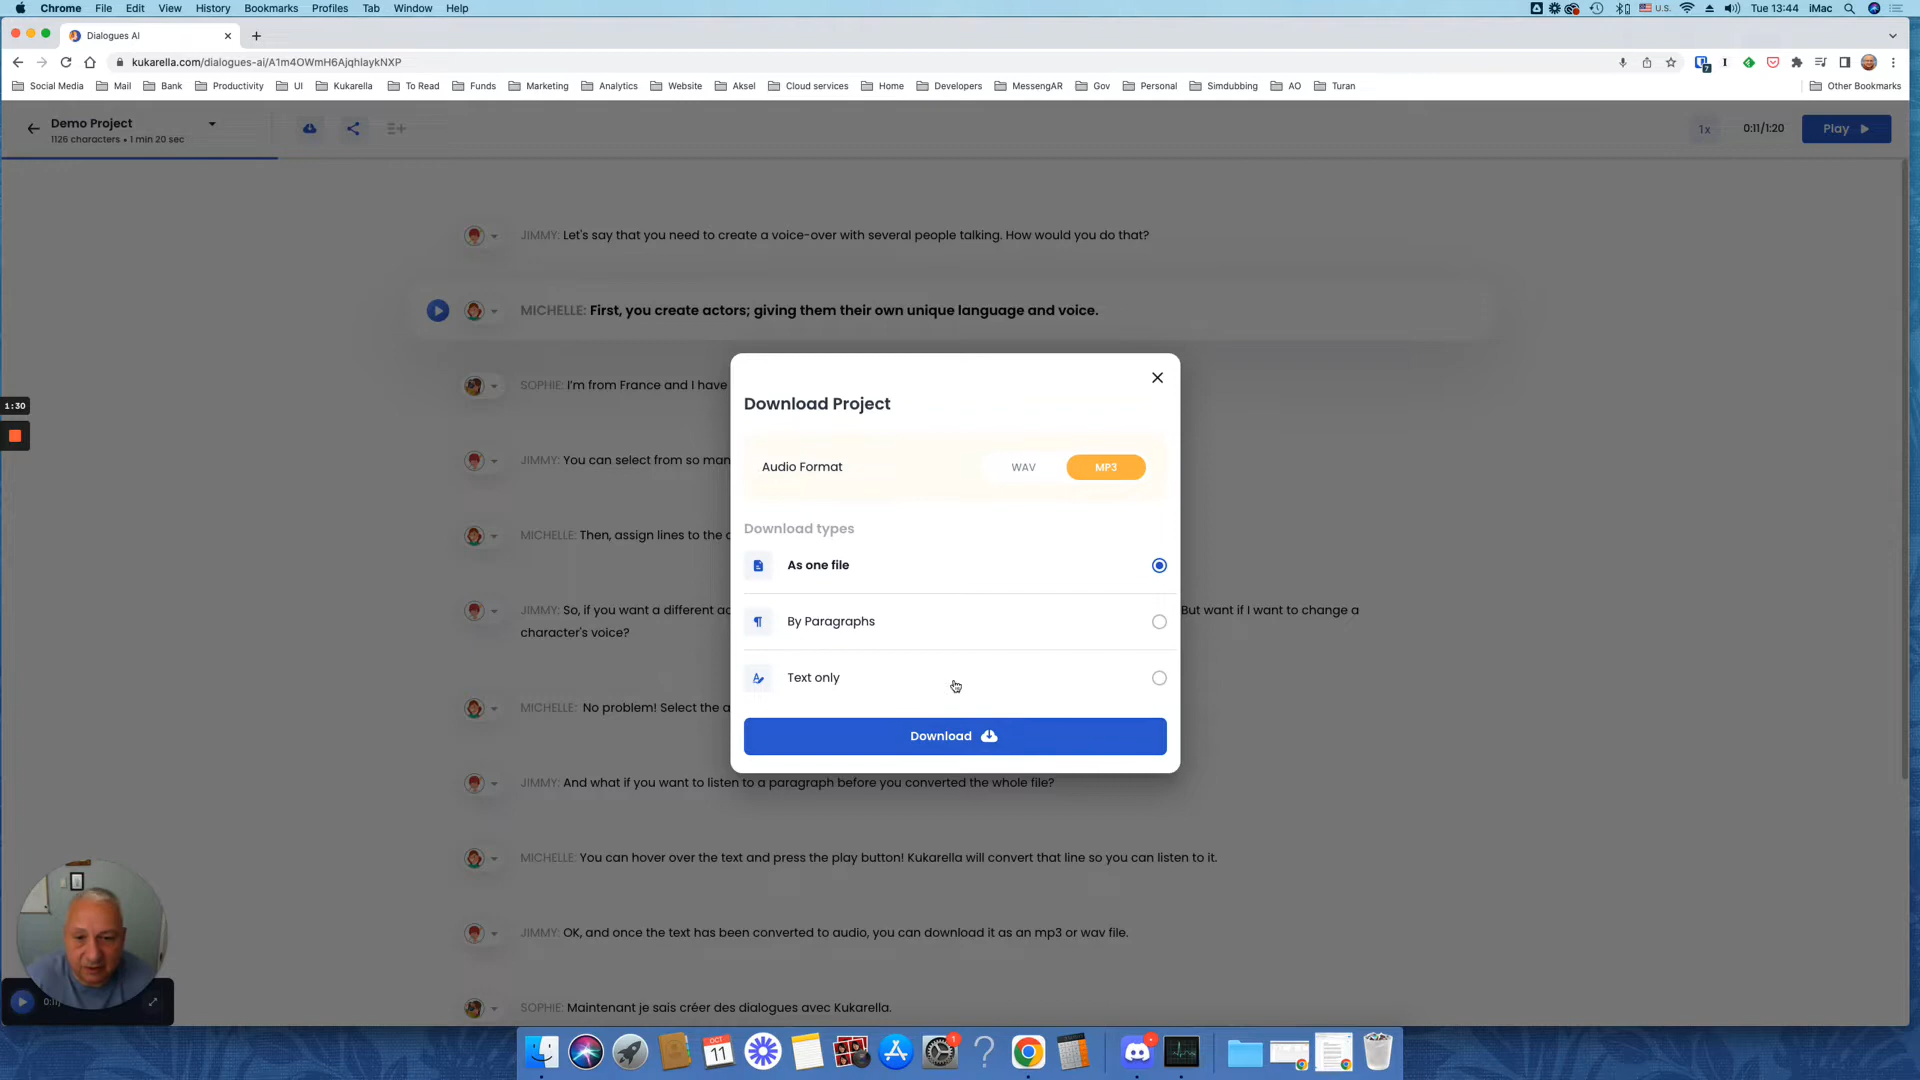 Chrome File Edit View History Bookmarks Profiles Tab Window Help U.S. Tue 13:44 iMac
Dialogues AI
kukarella.com/dialogues-ai/A1m4OWmH6AjqhlaykNXP
Social Media Mail Bank Productivity UI Kukarella To Read Funds Marketing Analytics Website Aksel Cloud services Home Developers MessengAR Gov Personal Simdubbing AO Turan Other Bookmarks
Demo Project
1126 characters • 1 min 20 sec
1x 0:11/1:20 Play
JIMMY: Let's say that you need to create a voice-over with several people talking. How would you do that?
MICHELLE: First, you create actors; giving them their own unique language and voice.
SOPHIE: I'm from France and I have
JIMMY: You can select from so man
MICHELLE: Then, assign lines to the
JIMMY: So, if you want a different ac
But want if I want to change a
character's voice?
MICHELLE: No problem! Select the a
JIMMY: And what if you want to listen to a paragraph before you converted the whole file?
MICHELLE: You can hover over the text and press the play button! Kukarella will convert that line so you can listen to it.
JIMMY: OK, and once the text has been converted to audio, you can download it as an mp3 or wav file.
SOPHIE: Maintenant je sais créer des dialogues avec Kukarella.
Download Project
Audio Format WAV MP3
Download types
As one file
By Paragraphs
Text only
Download
1:30
OCT
11
1